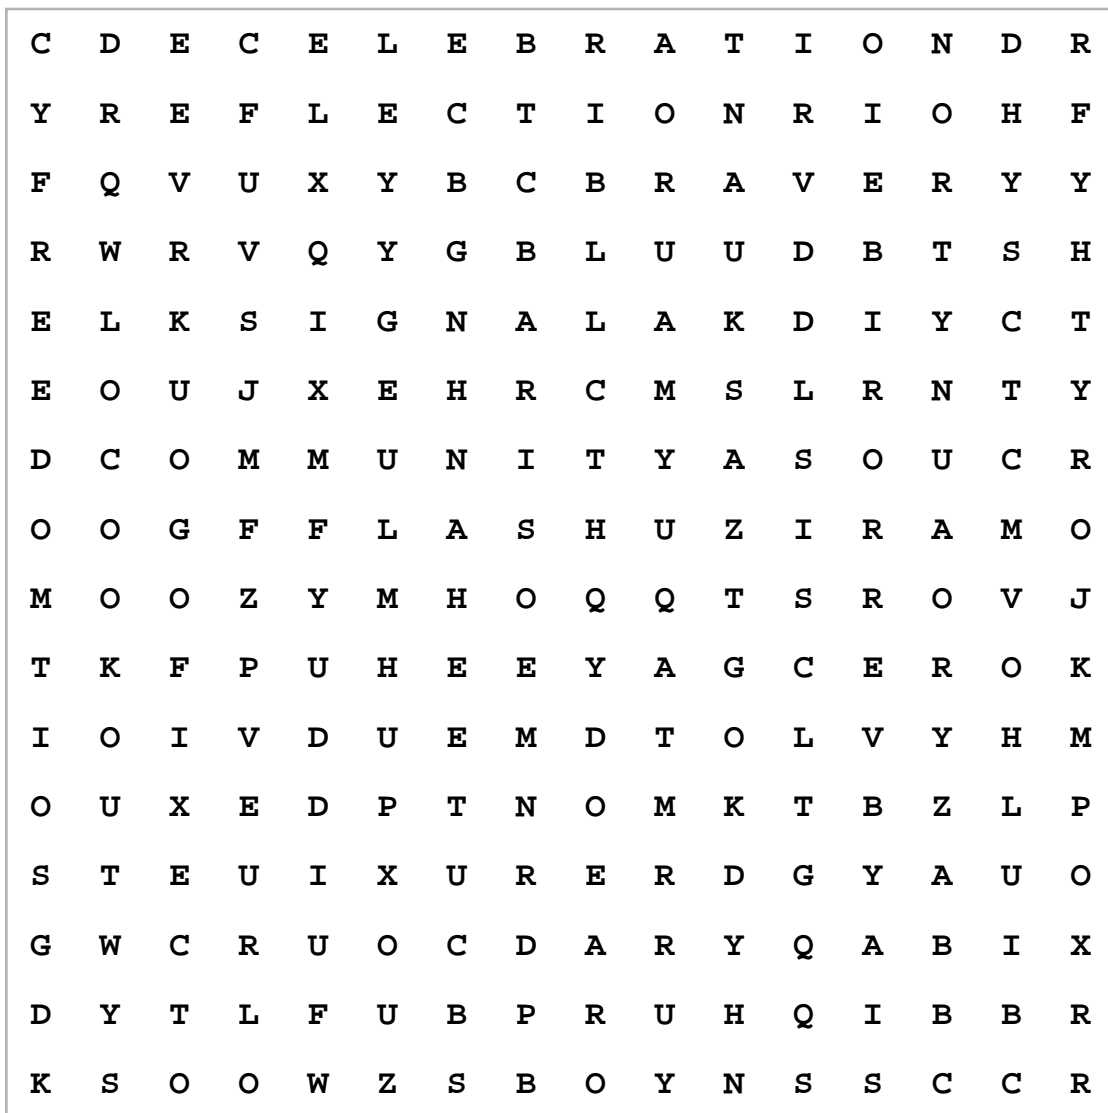 C D E C E L E B R A T I O N D R
Y R E F L E C T I O N R I O H F
F Q V U X Y B C B R A V E R Y Y
R W R V Q Y G B L U U D B T S H
E L K S I G N A L A K D I Y C T
E O U J X E H R C M S L R N T Y
D C O M M U N I T Y A S O U C R
O O G F F L A S H U Z I R A M O
M O O Z Y M H O Q Q T S R O V J
T K F P U H E E Y A G C E R O K
I O I V D U E M D T O L V Y H M
O U X E D P T N O M K T B Z L P
S T E U I X U R E R D G Y A U O
G W C R U O C D A R Y Q A B I X
D Y T L F U B P R U H Q I B B R
K S O O W Z S B O Y N S S C C R